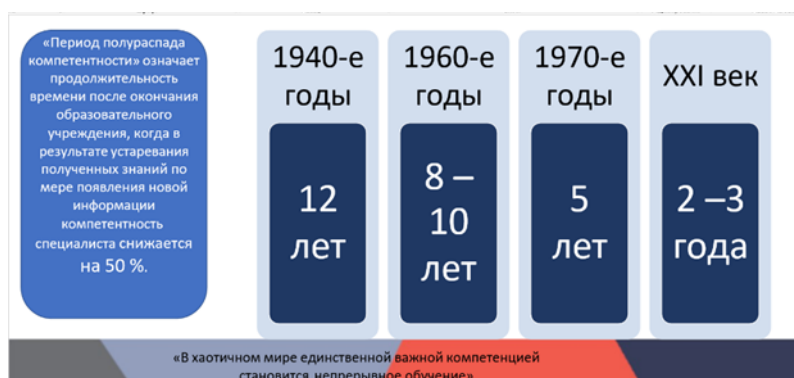 «Период полураспада
компетентности» означает
продолжительность
времени после окончания
образовательного
учреждения, когда в
результате устаревания
полученных знаний по
мере появления новой
информации
компетентность
специалиста снижается
на 50 %.
1940-е
годы
12
лет
1960-е
годы
8 –
10
лет
1970-е
годы
5
лет
XXI век
2 –3
года
«В хаотичном мире единственной важной компетенцией
становится непрерывное обучение»